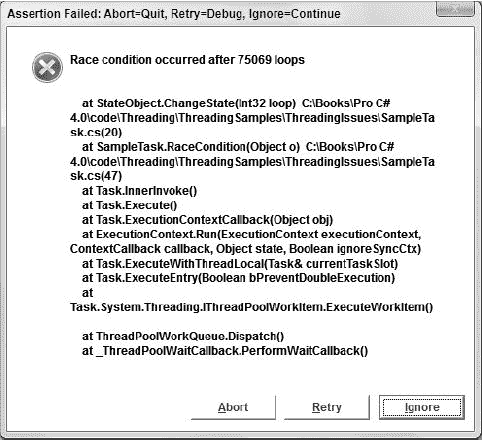 Assertion Failed: Abort=Quit, Retry=Debug, Ignore=Continue
Race condition occurred after 75069 loops
at StateObject.ChangeState(Int32 loop) C:\Books\Pro C#
4.0\code\Threading\ThreadingSamples\ThreadingIssues\SampleTa
sk.cs(20)
at SampleTask.RaceCondition(Object o) C:\Books\Pro C#
4.0\code\Threading\ThreadingSamples\ThreadingIssues\SampleTa
sk.cs(47)
at Task.InnerInvoke()
at Task.Execute()
at Task.ExecutionContextCallback(Object obj)
at ExecutionContext.Run(ExecutionContext executionContext,
ContextCallback callback, Object state, Boolean ignoreSyncCtx)
at Task.ExecuteWithThreadLocal(Task& currentTaskSlot)
at Task.ExecuteEntry(Boolean bPreventDoubleExecution)
at
Task.System.Threading.IThreadPoolWorkItem.ExecuteWorkItem()
at ThreadPoolWorkQueue.Dispatch()
at _ThreadPoolWaitCallback.PerformWaitCallback()
Abort Retry Ignore